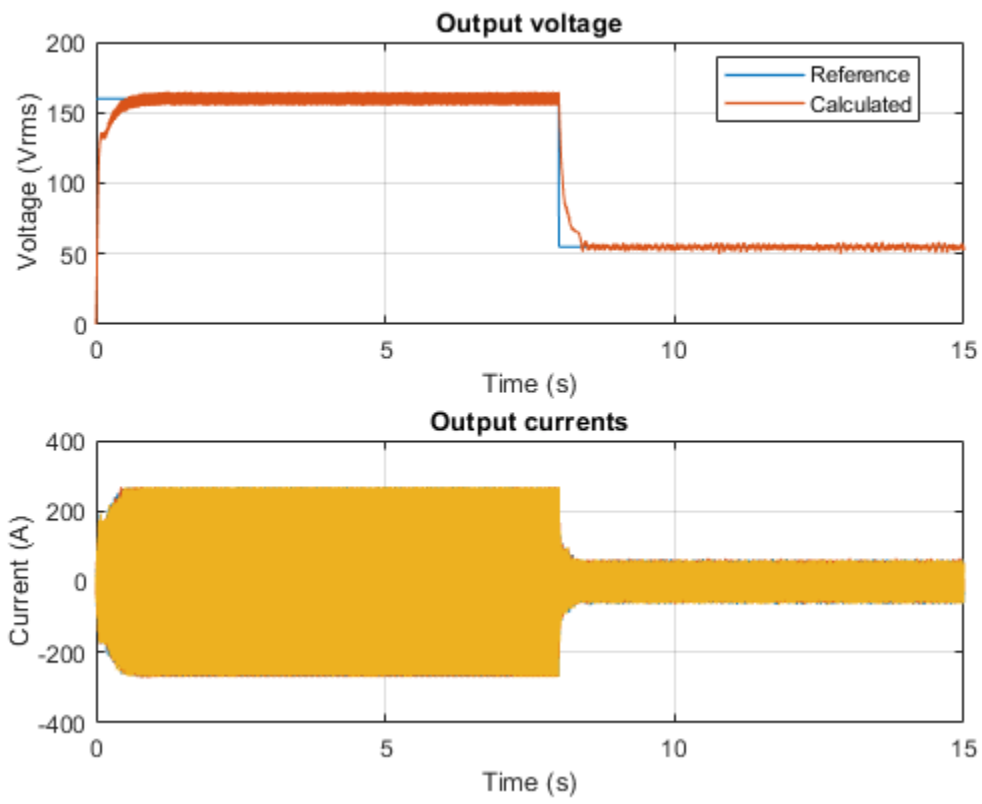 Output voltage
200
150
100
50
0
Voltage (Vrms)
Reference
Calculated
0 5 10 15
Time (s)
Output currents
400
200
0
-200
-400
Current (A)
0 5 10 15
Time (s)